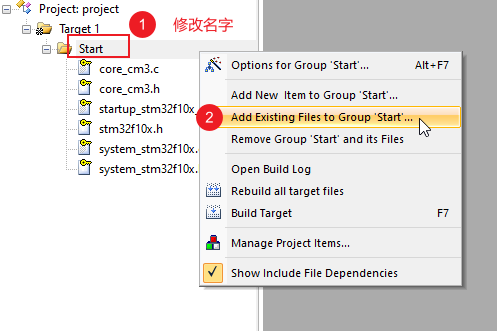 Project: project
Target 1
1 修改名字
Start
core_cm3.c
core_cm3.h
startup_stm32f10x
stm32f10x.h
system_stm32f10x.
system_stm32f10x.
Options for Group 'Start'... Alt+F7
Add New Item to Group 'Start'...
2 Add Existing Files to Group 'Start'...
Remove Group 'Start' and its Files
Open Build Log
Rebuild all target files
Build Target F7
Manage Project Items...
Show Include File Dependencies